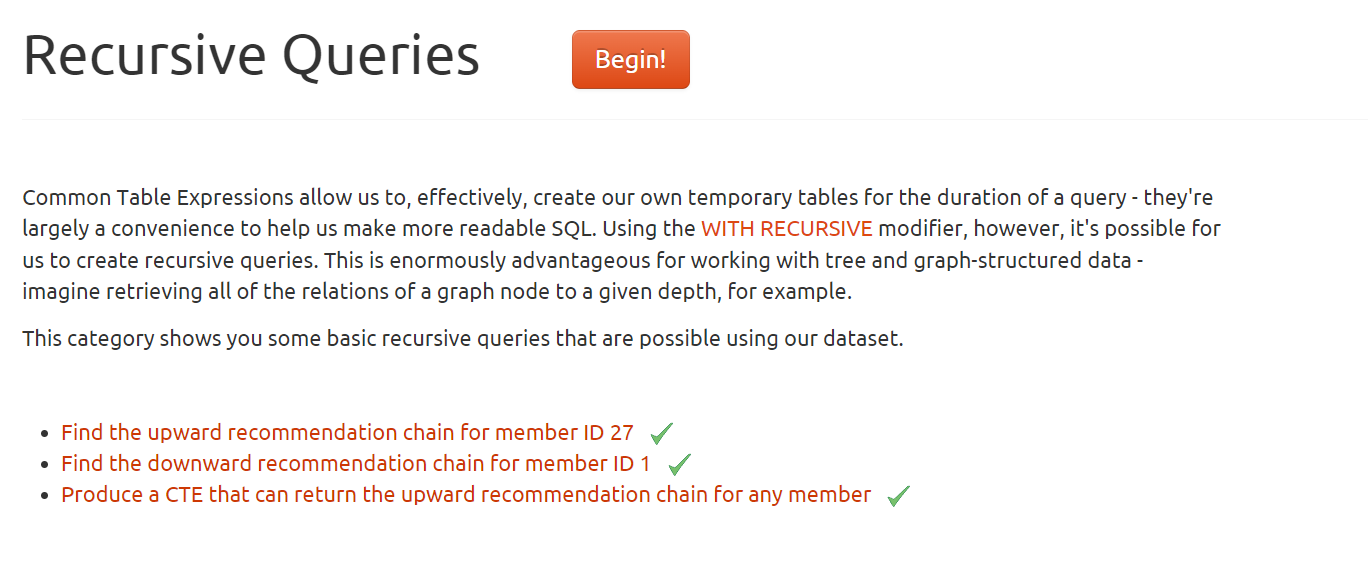 Recursive Queries
Begin!
Common Table Expressions allow us to, effectively, create our own temporary tables for the duration of a query - they're
largely a convenience to help us make more readable SQL. Using the WITH RECURSIVE modifier, however, it's possible for
us to create recursive queries. This is enormously advantageous for working with tree and graph-structured data -
imagine retrieving all of the relations of a graph node to a given depth, for example.
This category shows you some basic recursive queries that are possible using our dataset.
Find the upward recommendation chain for member ID 27
Find the downward recommendation chain for member ID 1
Produce a CTE that can return the upward recommendation chain for any member